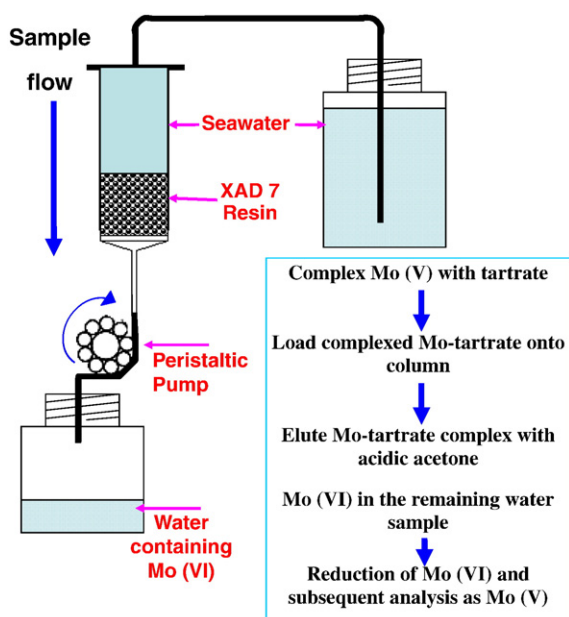 Sample
flow
Seawater
XAD 7
Resin
Peristaltic
Pump
Water
containing
Mo (VI)
Complex Mo (V) with tartrate
Load complexed Mo-tartrate onto
column
Elute Mo-tartrate complex with
acidic acetone
Mo (VI) in the remaining water
sample
Reduction of Mo (VI) and
subsequent analysis as Mo (V)